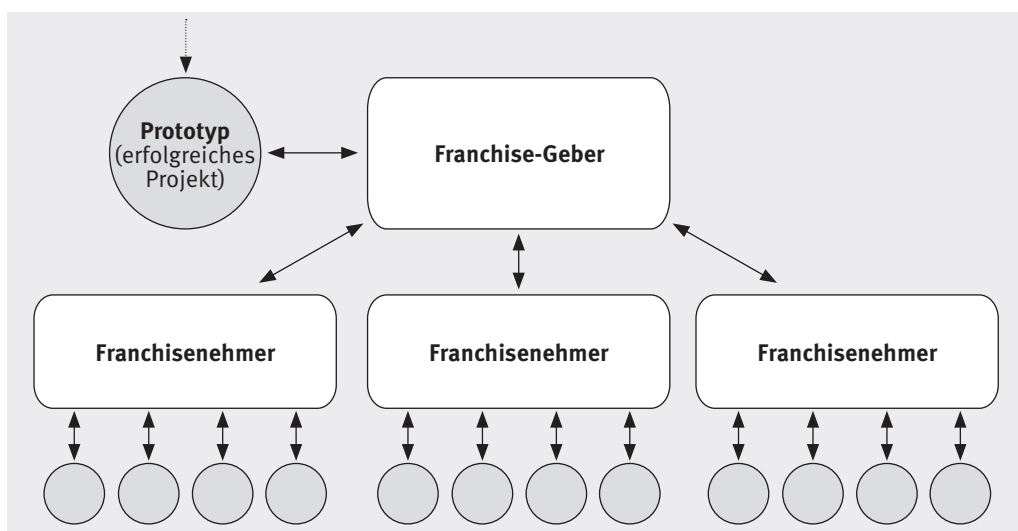 Prototyp
(erfolgreiches
Projekt)
Franchise-Geber
Franchisenehmer
Franchisenehmer
Franchisenehmer